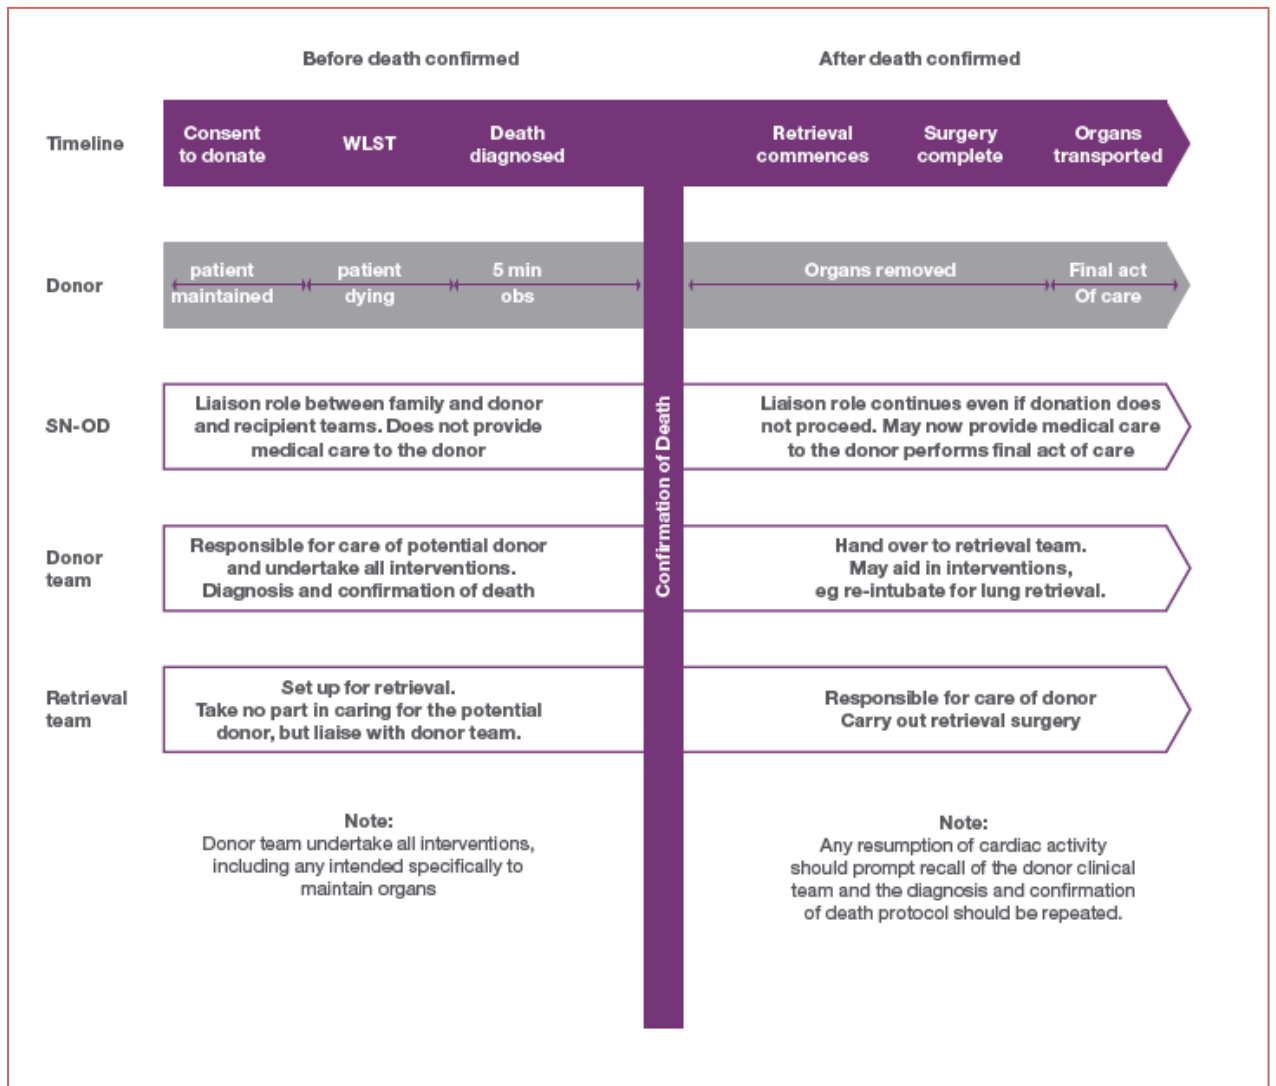 Before death confirmed
After death confirmed
Timeline
Consent
to donate
WLST
Death
diagnosed
Retrieval
commences
Surgery
complete
Organs
transported
Donor
patient
maintained
patient
dying
5 min
obs
Organs removed
Final act
Of care
SN-OD
Liaison role between family and donor
and recipient teams. Does not provide
medical care to the donor
Liaison role continues even if donation does
not proceed. May now provide medical care
to the donor performs final act of care
Confirmation of Death
Donor
team
Responsible for care of potential donor
and undertake all interventions.
Diagnosis and confirmation of death
Hand over to retrieval team.
May aid in interventions,
eg re-intubate for lung retrieval.
Retrieval
team
Set up for retrieval.
Take no part in caring for the potential
donor, but liaise with donor team.
Responsible for care of donor
Carry out retrieval surgery
Note:
Donor team undertake all interventions,
including any intended specifically to
maintain organs
Note:
Any resumption of cardiac activity
should prompt recall of the donor clinical
team and the diagnosis and confirmation
of death protocol should be repeated.